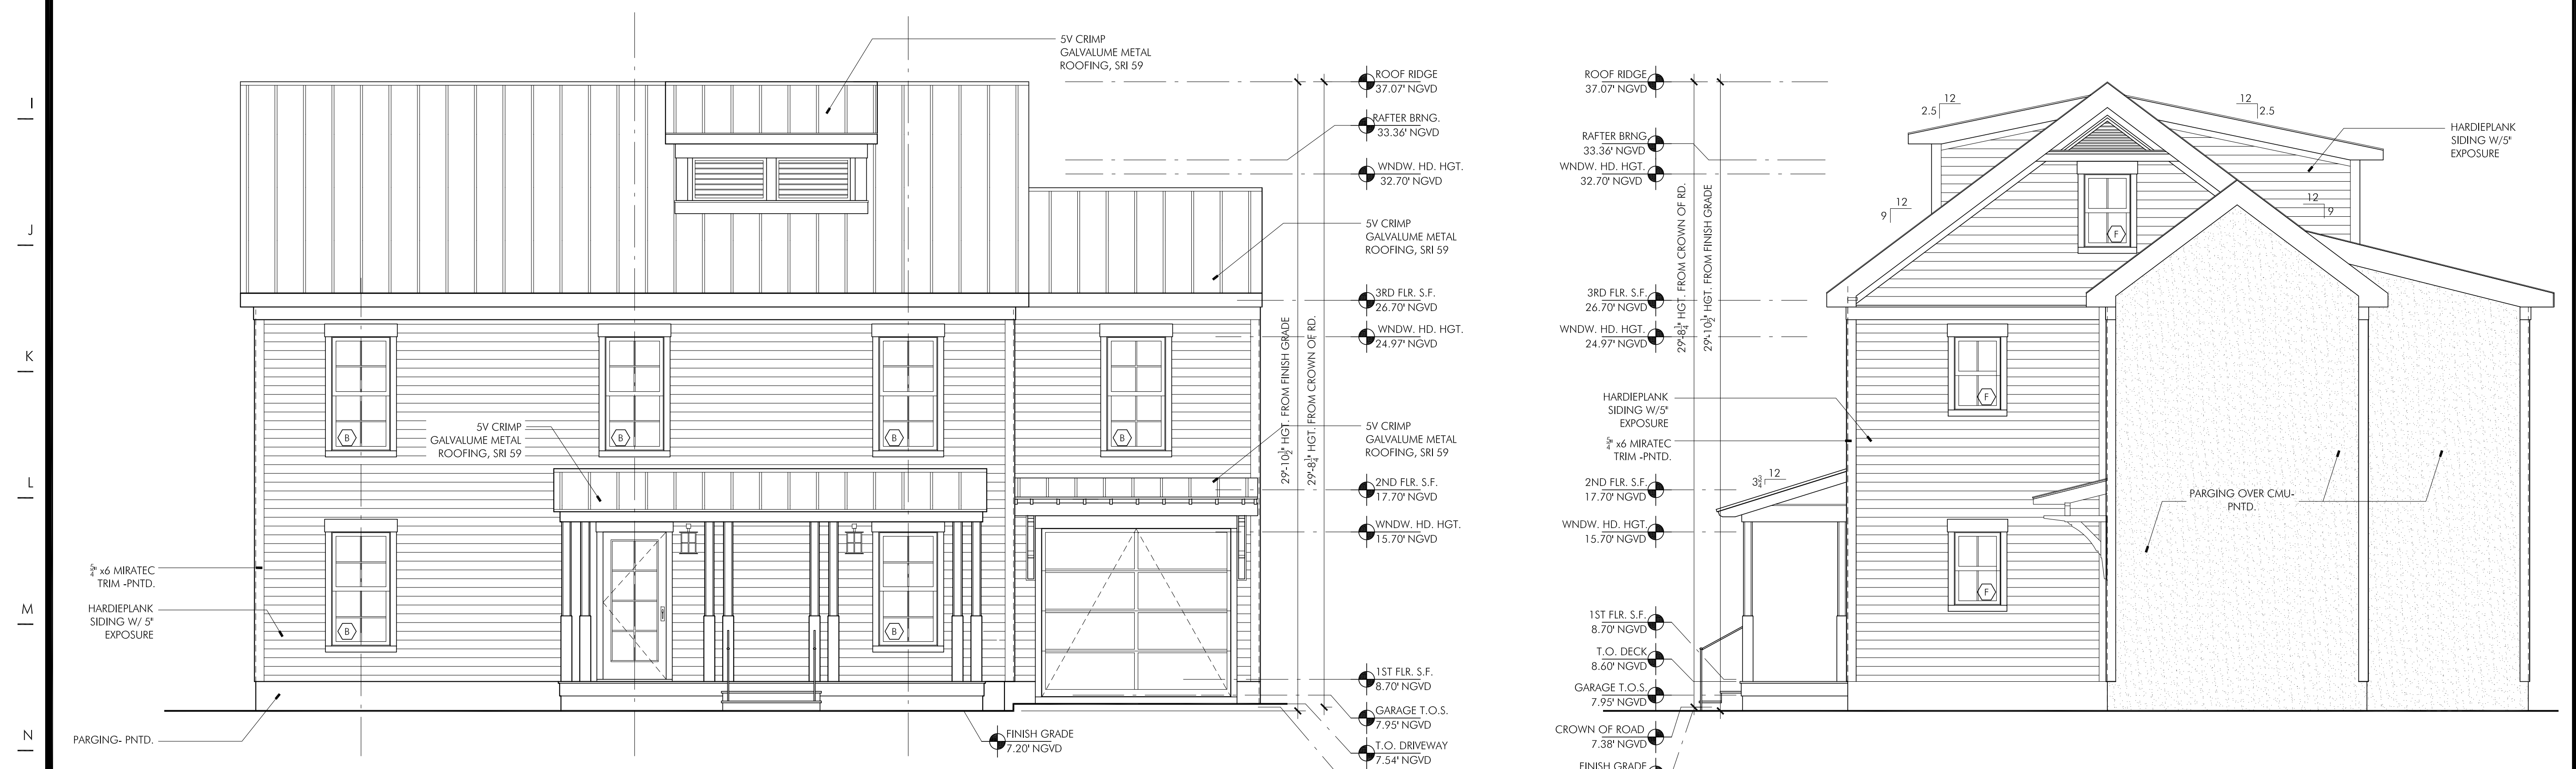 I
J
K
L
M
N
5V CRIMP
GALVALUME METAL
ROOFING, SRI 59
5V CRIMP
GALVALUME METAL
ROOFING, SRI 59
5V CRIMP
GALVALUME METAL
ROOFING, SRI 59
5V CRIMP
GALVALUME METAL
ROOFING, SRI 59
B
B
B
B
B
B
5/4" x6 MIRATEC
TRIM -PNTD.
HARDIEPLANK
SIDING W/ 5"
EXPOSURE
PARGING- PNTD.
FINISH GRADE
7.20' NGVD
29'-10 1/2" HGT. FROM FINISH GRADE
29'-8 1/4" HGT. FROM CROWN OF RD.
ROOF RIDGE
37.07' NGVD
RAFTER BRNG.
33.36' NGVD
WNDW. HD. HGT.
32.70' NGVD
3RD FLR. S.F.
26.70' NGVD
WNDW. HD. HGT.
24.97' NGVD
2ND FLR. S.F.
17.70' NGVD
WNDW. HD. HGT.
15.70' NGVD
1ST FLR. S.F.
8.70' NGVD
GARAGE T.O.S.
7.95' NGVD
T.O. DRIVEWAY
7.54' NGVD
ROOF RIDGE
37.07' NGVD
RAFTER BRNG.
33.36' NGVD
WNDW. HD. HGT.
32.70' NGVD
3RD FLR. S.F.
26.70' NGVD
WNDW. HD. HGT.
24.97' NGVD
HARDIEPLANK
SIDING W/5"
EXPOSURE
5/4" x6 MIRATEC
TRIM -PNTD.
2ND FLR. S.F.
17.70' NGVD
WNDW. HD. HGT.
15.70' NGVD
1ST FLR. S.F.
8.70' NGVD
T.O. DECK
8.60' NGVD
GARAGE T.O.S.
7.95' NGVD
CROWN OF ROAD
7.38' NGVD
FINISH GRADE
29'-8 1/4" HGT. FROM CROWN OF RD.
29'-10 1/2" HGT. FROM FINISH GRADE
12
2.5
12
2.5
12
9
12
9
12
3 3/4
F
F
F
HARDIEPLANK
SIDING W/5"
EXPOSURE
PARGING OVER CMU-
PNTD.